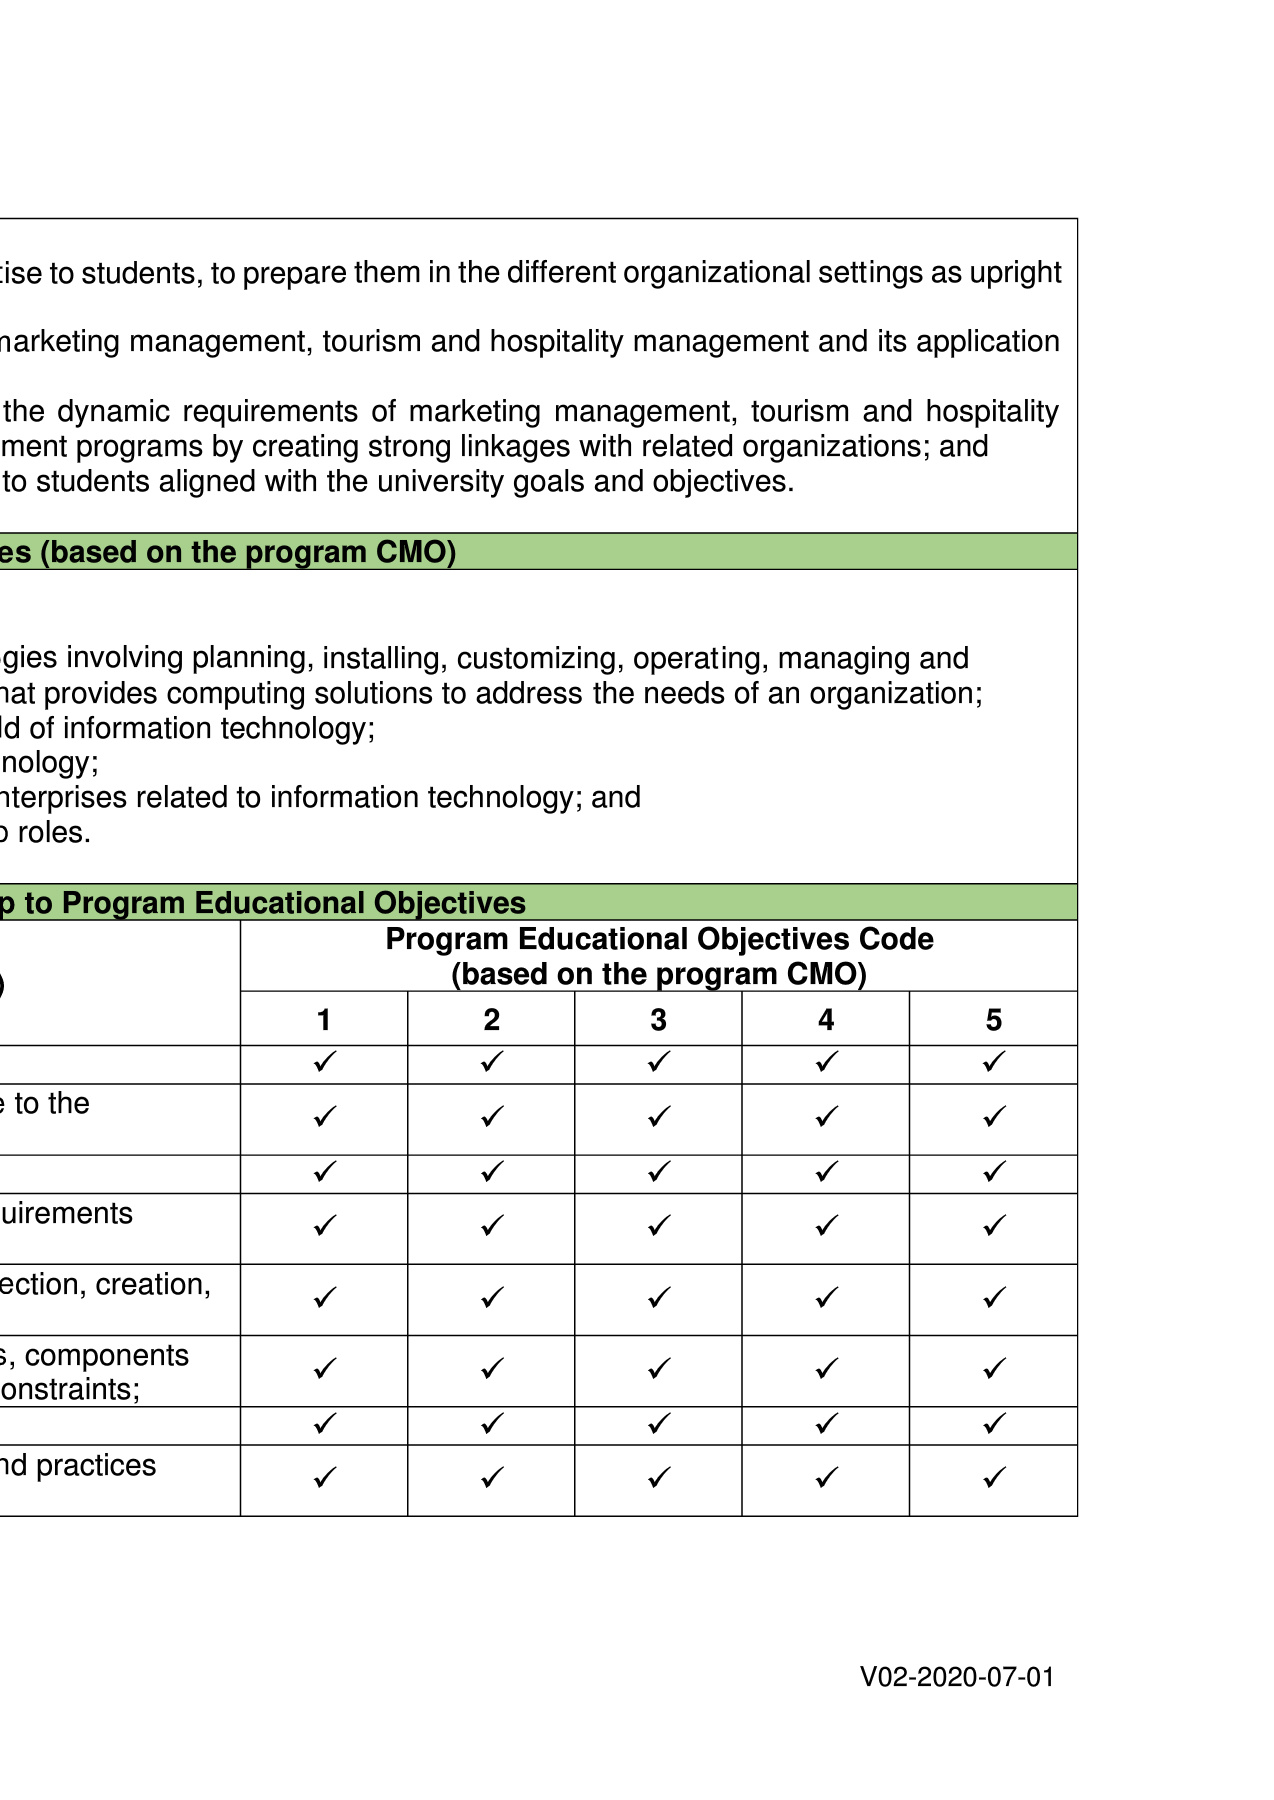 tise to students, to prepare them in the different organizational settings as upright
marketing management, tourism and hospitality management and its application
the dynamic requirements of marketing management, tourism and hospitality
ment programs by creating strong linkages with related organizations; and
to students aligned with the university goals and objectives.
es (based on the program CMO)
gies involving planning, installing, customizing, operating, managing and
hat provides computing solutions to address the needs of an organization;
ld of information technology;
nology;
nterprises related to information technology; and
p roles.
p to Program Educational Objectives
)
Program Educational Objectives Code
(based on the program CMO)
1 2 3 4 5
✓ ✓ ✓ ✓ ✓
e to the
✓ ✓ ✓ ✓ ✓
✓ ✓ ✓ ✓ ✓
uirements
✓ ✓ ✓ ✓ ✓
ection, creation,
✓ ✓ ✓ ✓ ✓
s, components
onstraints;
✓ ✓ ✓ ✓ ✓
✓ ✓ ✓ ✓ ✓
nd practices
✓ ✓ ✓ ✓ ✓
V02-2020-07-01